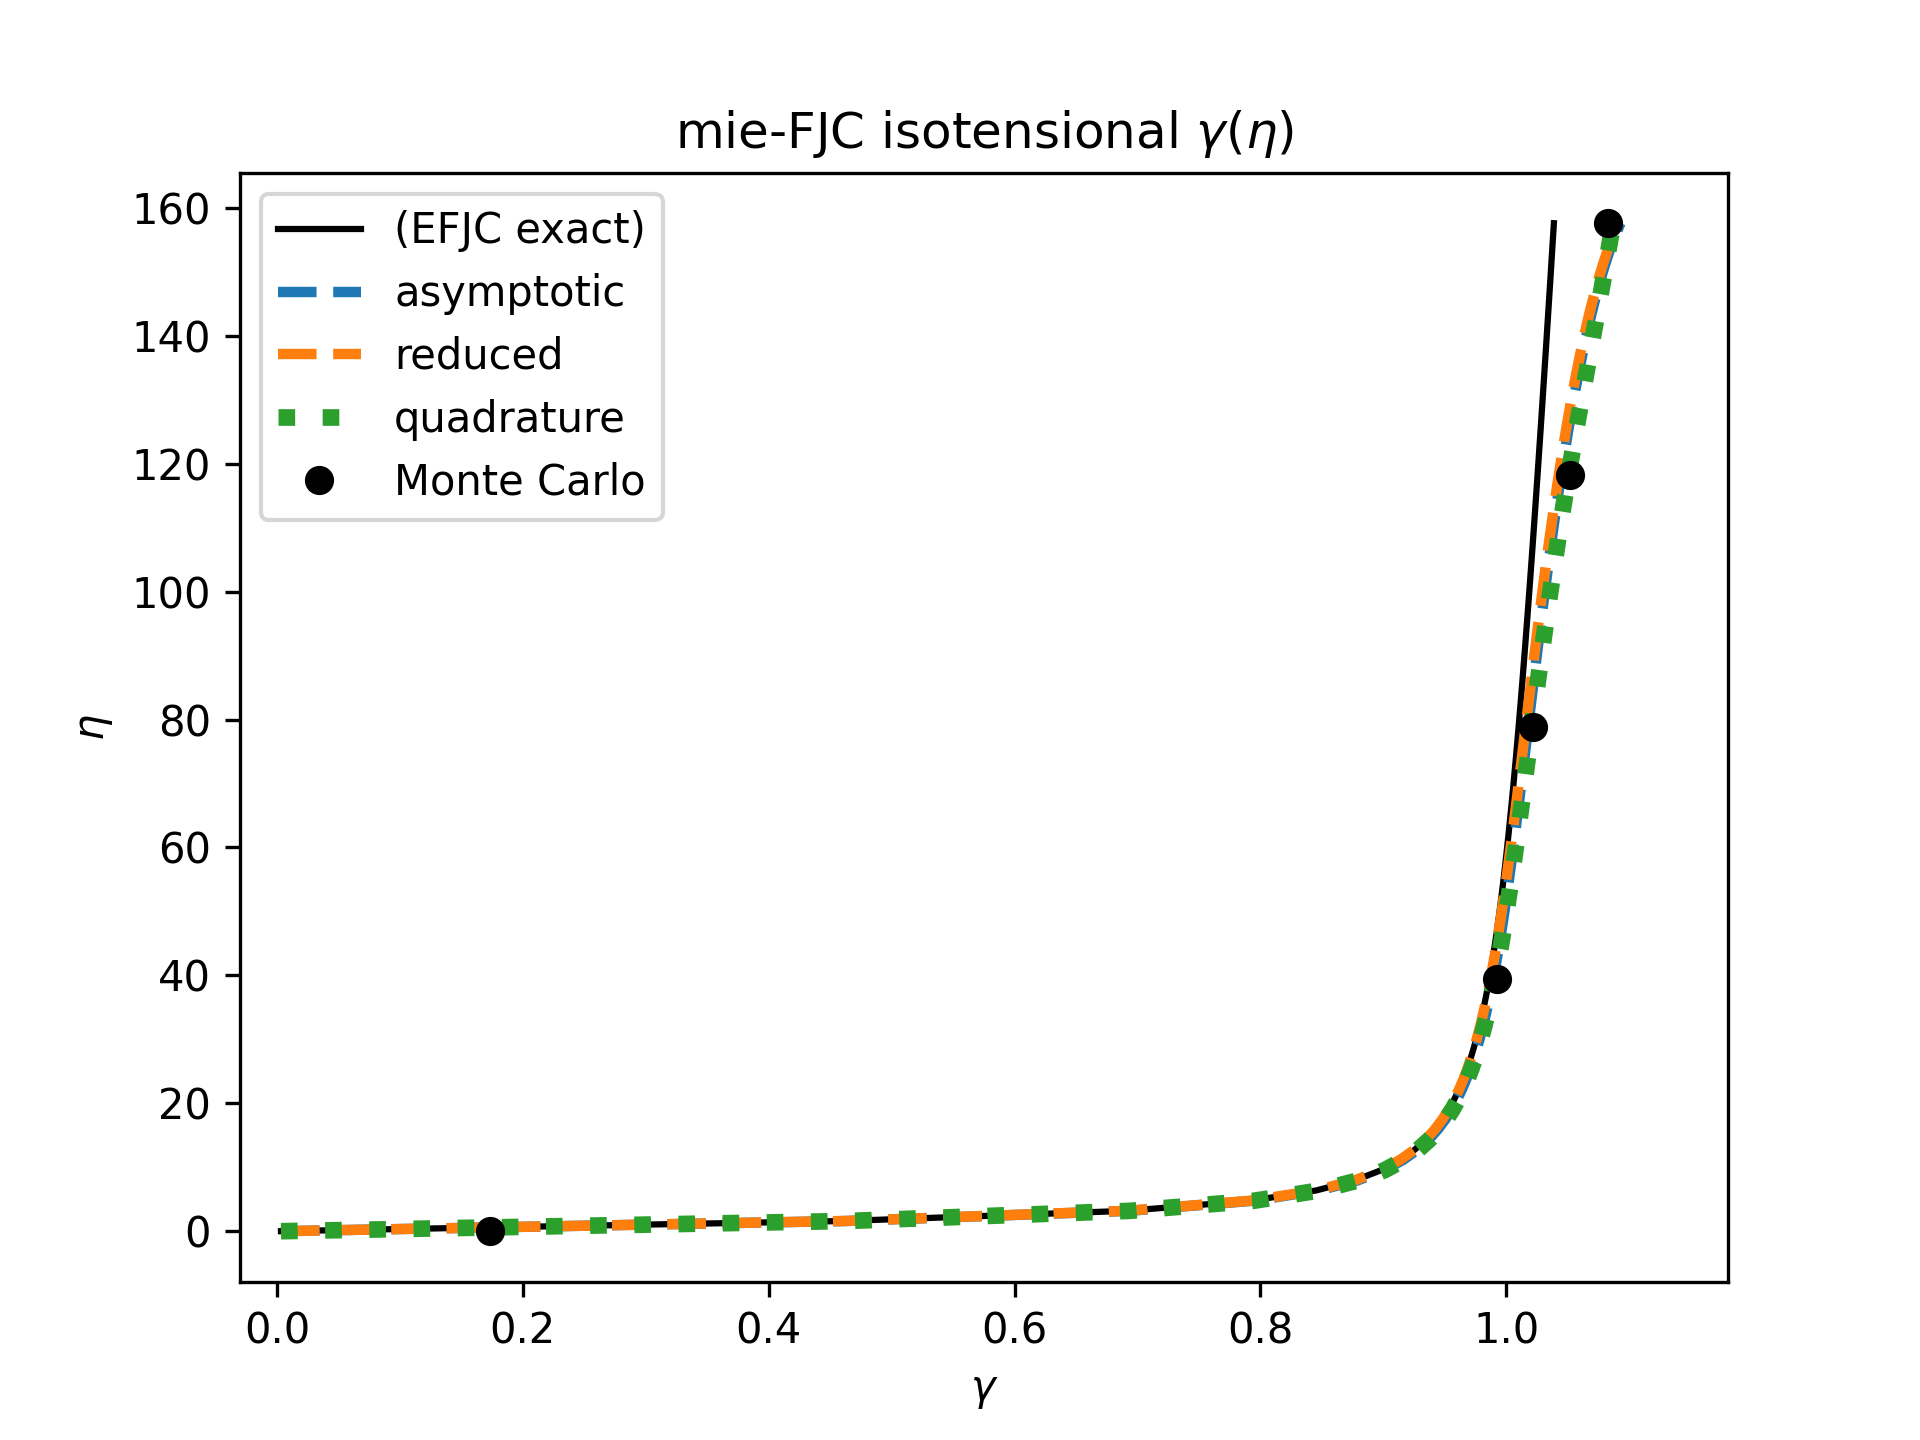 mie-FJC isotensional γ(η)
(EFJC exact)
asymptotic
reduced
quadrature
Monte Carlo
160
140
120
100
80
60
40
20
0
η
0.0 0.2 0.4 0.6 0.8 1.0
γ